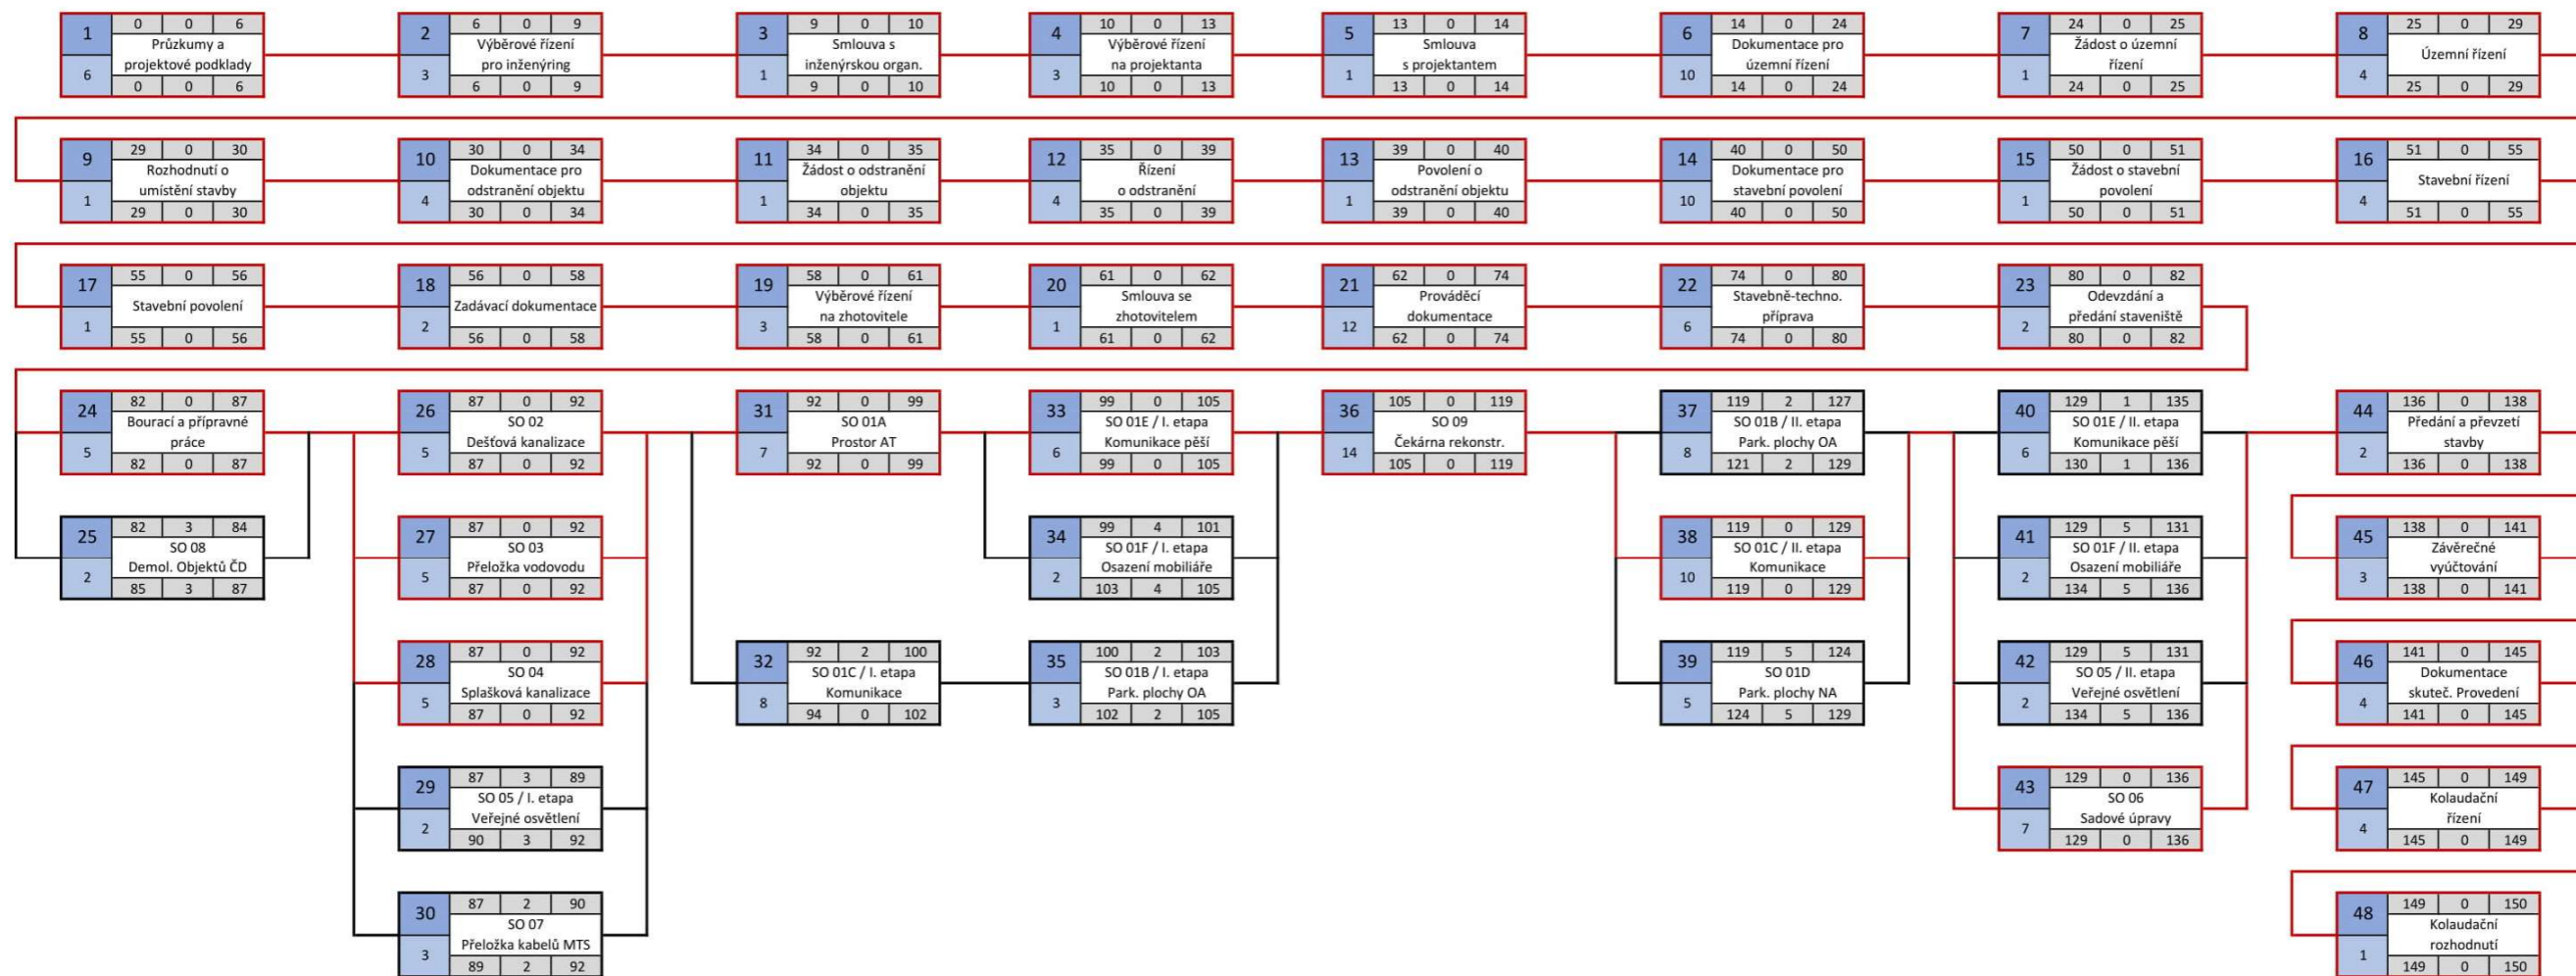 1
0 0 6
Průzkumy a
projektové podklady
6
0 0 6
2
6 0 9
Výběrové řízení
pro inženýring
3
6 0 9
3
9 0 10
Smlouva s
inženýrskou organ.
1
9 0 10
4
10 0 13
Výběrové řízení
na projektanta
3
10 0 13
5
13 0 14
Smlouva
s projektantem
1
13 0 14
6
14 0 24
Dokumentace pro
územní řízení
10
14 0 24
7
24 0 25
Žádost o územní
řízení
1
24 0 25
8
25 0 29
Územní řízení
4
25 0 29
9
29 0 30
Rozhodnutí o
umístění stavby
1
29 0 30
10
30 0 34
Dokumentace pro
odstranění objektu
4
30 0 34
11
34 0 35
Žádost o odstranění
objektu
1
34 0 35
12
35 0 39
Řízení
o odstranění
4
35 0 39
13
39 0 40
Povolení o
odstranění objektu
1
39 0 40
14
40 0 50
Dokumentace pro
stavební povolení
10
40 0 50
15
50 0 51
Žádost o stavební
povolení
1
50 0 51
16
51 0 55
Stavební řízení
4
51 0 55
17
55 0 56
Stavební povolení
1
55 0 56
18
56 0 58
Zadávací dokumentace
2
56 0 58
19
58 0 61
Výběrové řízení
na zhotovitele
3
58 0 61
20
61 0 62
Smlouva se
zhotovitelem
1
61 0 62
21
62 0 74
Prováděcí
dokumentace
12
62 0 74
22
74 0 80
Stavebně-techno.
příprava
6
74 0 80
23
80 0 82
Odevzdání a
předání staveniště
2
80 0 82
24
82 0 87
Bourací a přípravné
práce
5
82 0 87
26
87 0 92
SO 02
Dešťová kanalizace
5
87 0 92
31
92 0 99
SO 01A
Prostor AT
7
92 0 99
33
99 0 105
SO 01E / I. etapa
Komunikace pěší
6
99 0 105
36
105 0 119
SO 09
Čekárna rekonstr.
14
105 0 119
37
119 2 127
SO 01B / II. etapa
Park. plochy OA
8
121 2 129
40
129 1 135
SO 01E / II. etapa
Komunikace pěší
6
130 1 136
44
136 0 138
Předání a převzetí
stavby
2
136 0 138
25
82 3 84
SO 08
Demol. Objektů ČD
2
85 3 87
27
87 0 92
SO 03
Přeložka vodovodu
5
87 0 92
34
99 4 101
SO 01F / I. etapa
Osazení mobiliáře
2
103 4 105
38
119 0 129
SO 01C / II. etapa
Komunikace
10
119 0 129
41
129 5 131
SO 01F / II. etapa
Osazení mobiliáře
2
134 5 136
45
138 0 141
Závěrečné
vyúčtování
3
138 0 141
28
87 0 92
SO 04
Splašková kanalizace
5
87 0 92
32
92 2 100
SO 01C / I. etapa
Komunikace
8
94 0 102
35
100 2 103
SO 01B / I. etapa
Park. plochy OA
3
102 2 105
39
119 5 124
SO 01D
Park. plochy NA
5
124 5 129
42
129 5 131
SO 05 / II. etapa
Veřejné osvětlení
2
134 5 136
46
141 0 145
Dokumentace
skuteč. Provedení
4
141 0 145
29
87 3 89
SO 05 / I. etapa
Veřejné osvětlení
2
90 3 92
43
129 0 136
SO 06
Sadové úpravy
7
129 0 136
47
145 0 149
Kolaudační
řízení
4
145 0 149
30
87 2 90
SO 07
Přeložka kabelů MTS
3
89 2 92
48
149 0 150
Kolaudační
rozhodnutí
1
149 0 150